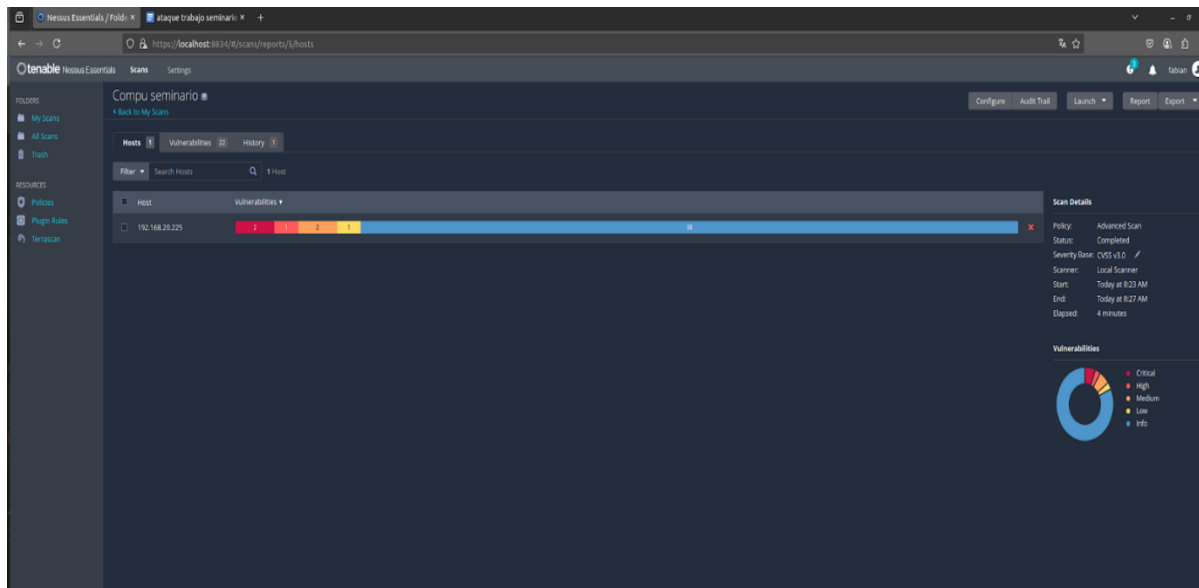 Nessus Essentials / Folde
ataque trabajo seminario
https://localhost:8834/#/scans/reports/5/hosts
tenable Nessus Essentials
Scans
Settings
fabian
FOLDERS
My Scans
All Scans
Trash
RESOURCES
Policies
Plugin Rules
Terrascan
Compu seminario
Back to My Scans
Configure
Audit Trail
Launch
Report
Export
Hosts 1
Vulnerabilities 22
History 1
Filter
Search Hosts
1 Host
Host
Vulnerabilities
192.168.20.225
2
1
2
1
Scan Details
Policy: Advanced Scan
Status: Completed
Severity Base: CVSS v3.0
Scanner: Local Scanner
Start: Today at 8:23 AM
End: Today at 8:27 AM
Elapsed: 4 minutes
Vulnerabilities
Critical
High
Medium
Low
Info